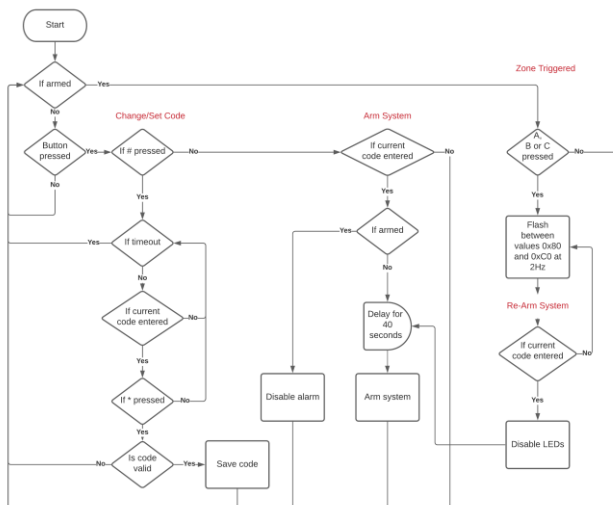 Start
If armed
Yes
Zone Triggered
No
Change/Set Code
Arm System
Button
pressed
Yes
If # pressed
No
If current
code entered
No
A,
B or C
pressed
No
No
Yes
Yes
Yes
Yes
If timeout
Yes
If armed
Flash
between
values 0x80
and 0xC0 at
2Hz
No
No
If current
code entered
No
Delay for
40
seconds
Re-Arm System
If current
code entered
No
Yes
Yes
If * pressed
No
Disable alarm
Arm system
Yes
Disable LEDs
No
Is code
valid
Yes
Save code